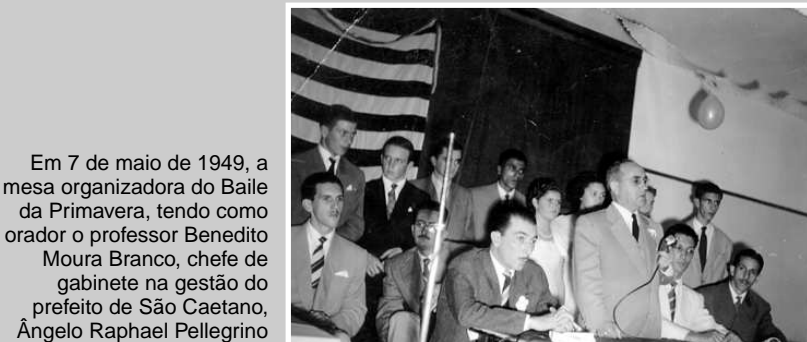 Em 7 de maio de 1949, a
mesa organizadora do Baile
da Primavera, tendo como
orador o professor Benedito
Moura Branco, chefe de
gabinete na gestão do
prefeito de São Caetano,
Ângelo Raphael Pellegrino